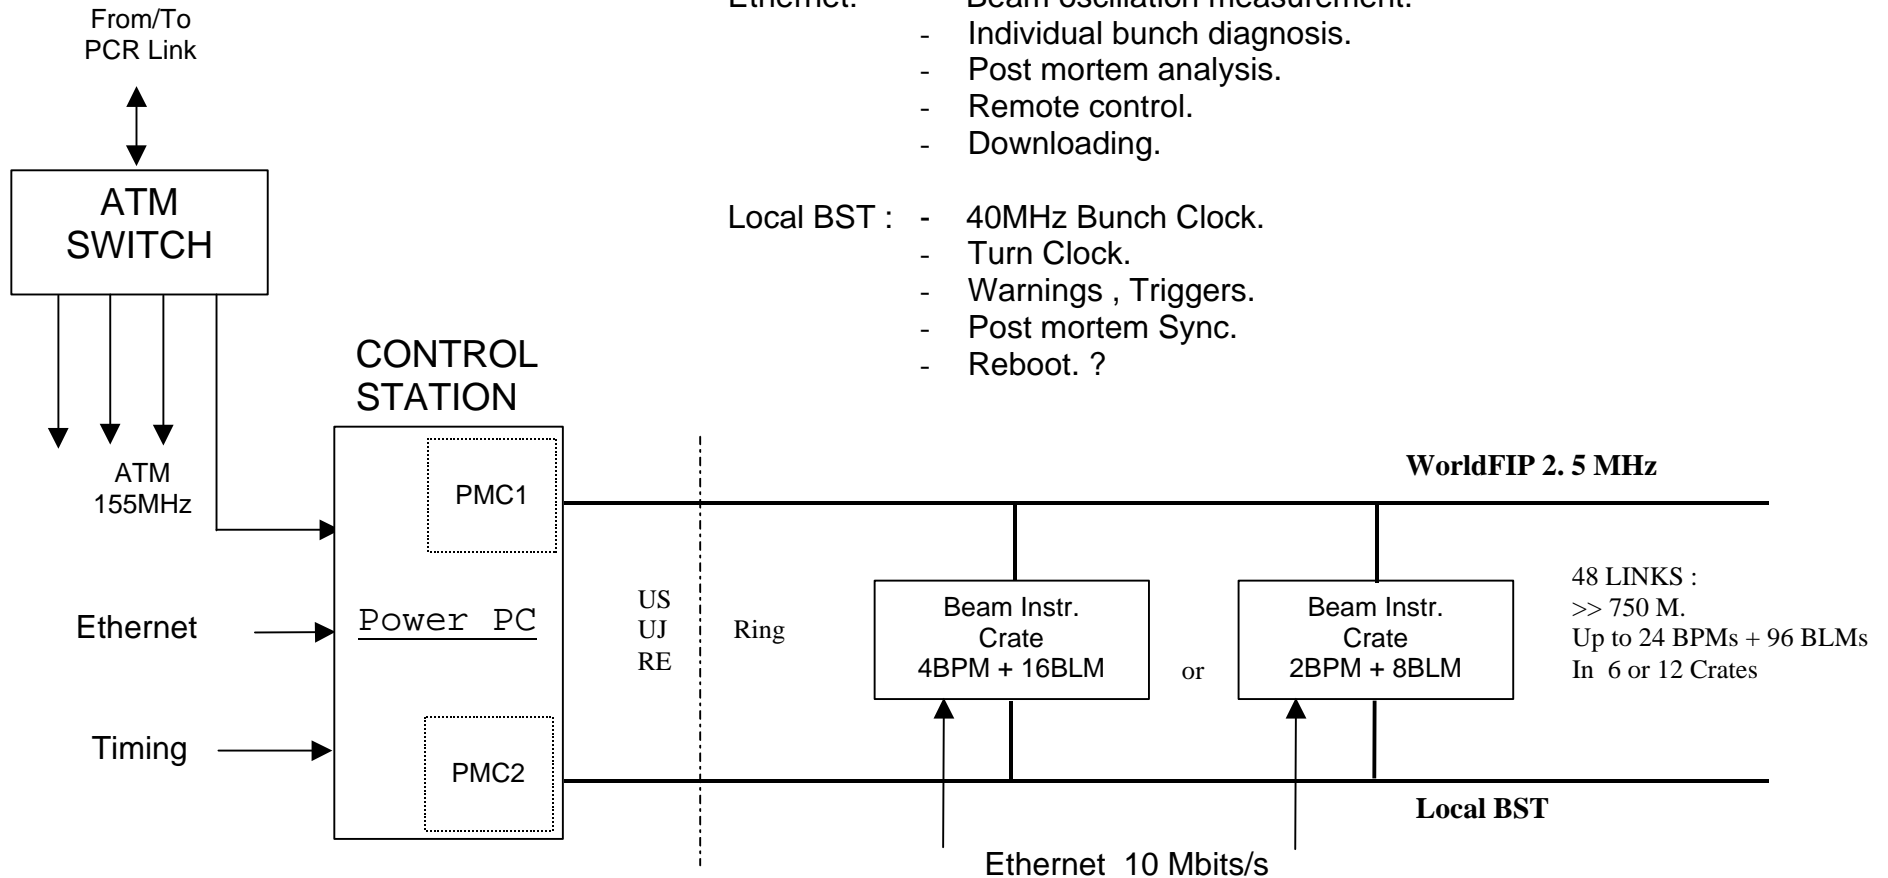 From/To
PCR Link
ATM
SWITCH
ATM
155MHz
Ethernet
Timing
CONTROL
STATION
PMC1
Power PC
PMC2
Ethernet. Beam oscillation measurement.
- Individual bunch diagnosis.
- Post mortem analysis.
- Remote control.
- Downloading.
Local BST : - 40MHz Bunch Clock.
- Turn Clock.
- Warnings , Triggers.
- Post mortem Sync.
- Reboot. ?
US
UJ
RE
Ring
WorldFIP 2. 5 MHz
Beam Instr.
Crate
4BPM + 16BLM
or
Beam Instr.
Crate
2BPM + 8BLM
48 LINKS :
>> 750 M.
Up to 24 BPMs + 96 BLMs
In 6 or 12 Crates
Local BST
Ethernet 10 Mbits/s